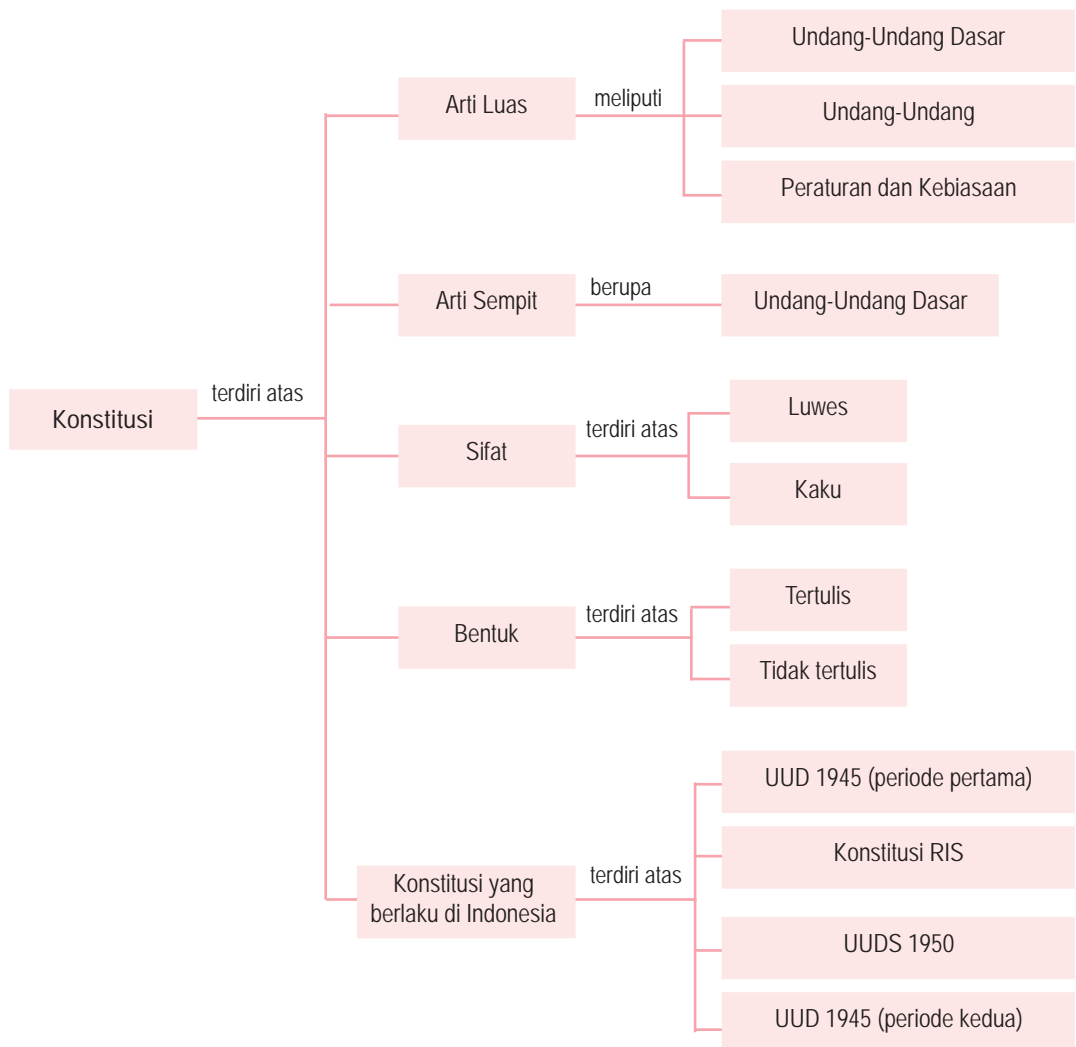 Konstitusi
terdiri atas
Arti Luas
meliputi
Undang-Undang Dasar
Undang-Undang
Peraturan dan Kebiasaan
Arti Sempit
berupa
Undang-Undang Dasar
Sifat
terdiri atas
Luwes
Kaku
Bentuk
terdiri atas
Tertulis
Tidak tertulis
Konstitusi yang
berlaku di Indonesia
terdiri atas
UUD 1945 (periode pertama)
Konstitusi RIS
UUDS 1950
UUD 1945 (periode kedua)